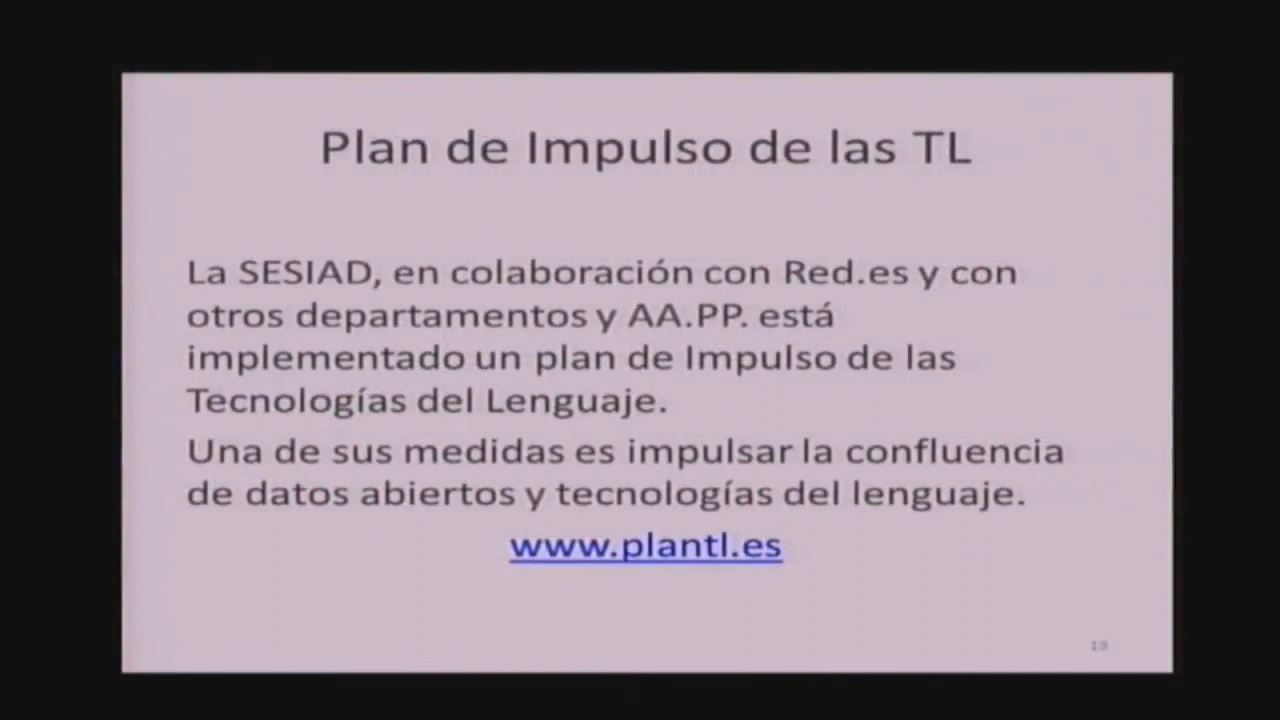 Plan de Impulso de las TL
La SESIAD, en colaboración con Red.es y con
otros departamentos y AA.PP. está
implementado un plan de Impulso de las
Tecnologías del Lenguaje.
Una de sus medidas es impulsar la confluencia
de datos abiertos y tecnologías del lenguaje.
www.plantl.es
19